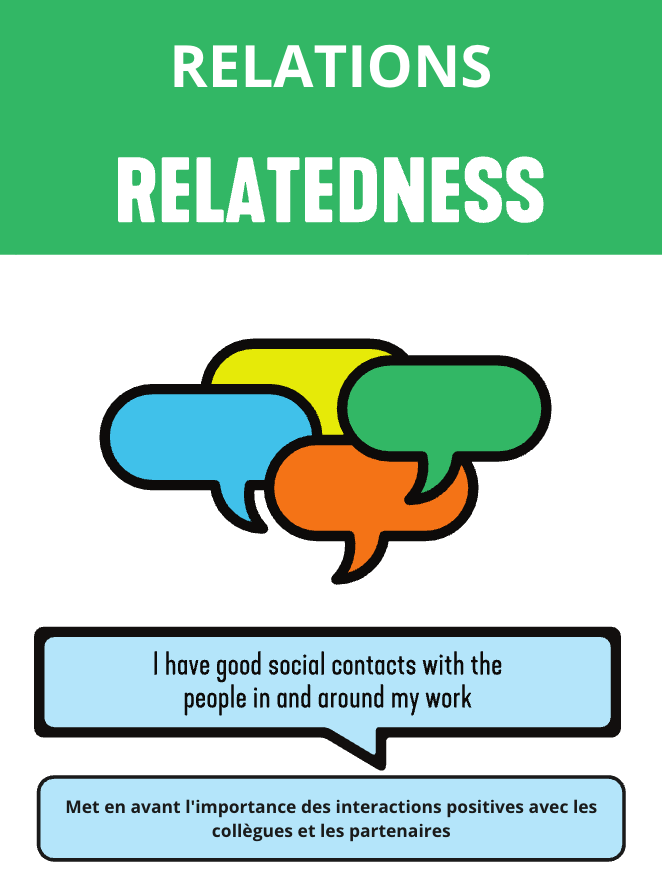 RELATIONS
RELATEDNESS
I have good social contacts with the
people in and around my work
Met en avant l'importance des interactions positives avec les
collègues et les partenaires